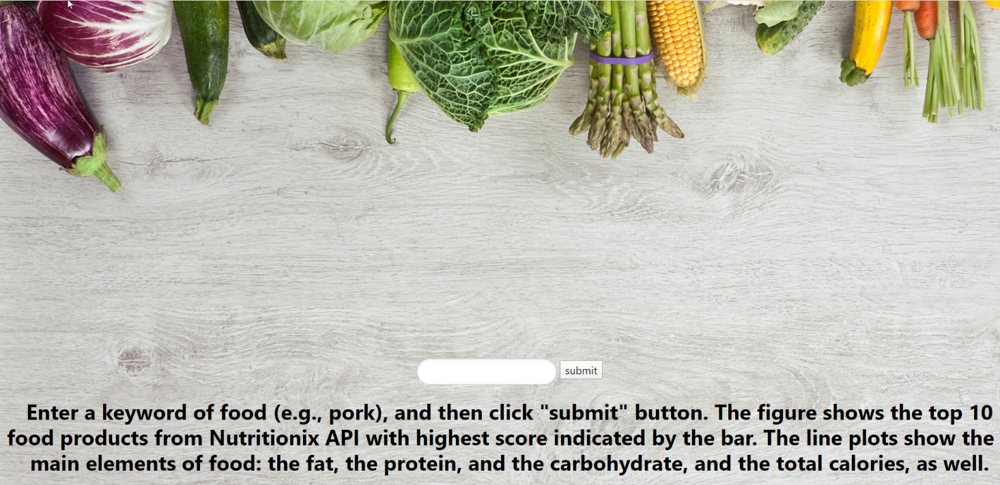 submit
Enter a keyword of food (e.g., pork), and then click "submit" button. The figure shows the top 10
food products from Nutritionix API with highest score indicated by the bar. The line plots show the
main elements of food: the fat, the protein, and the carbohydrate, and the total calories, as well.